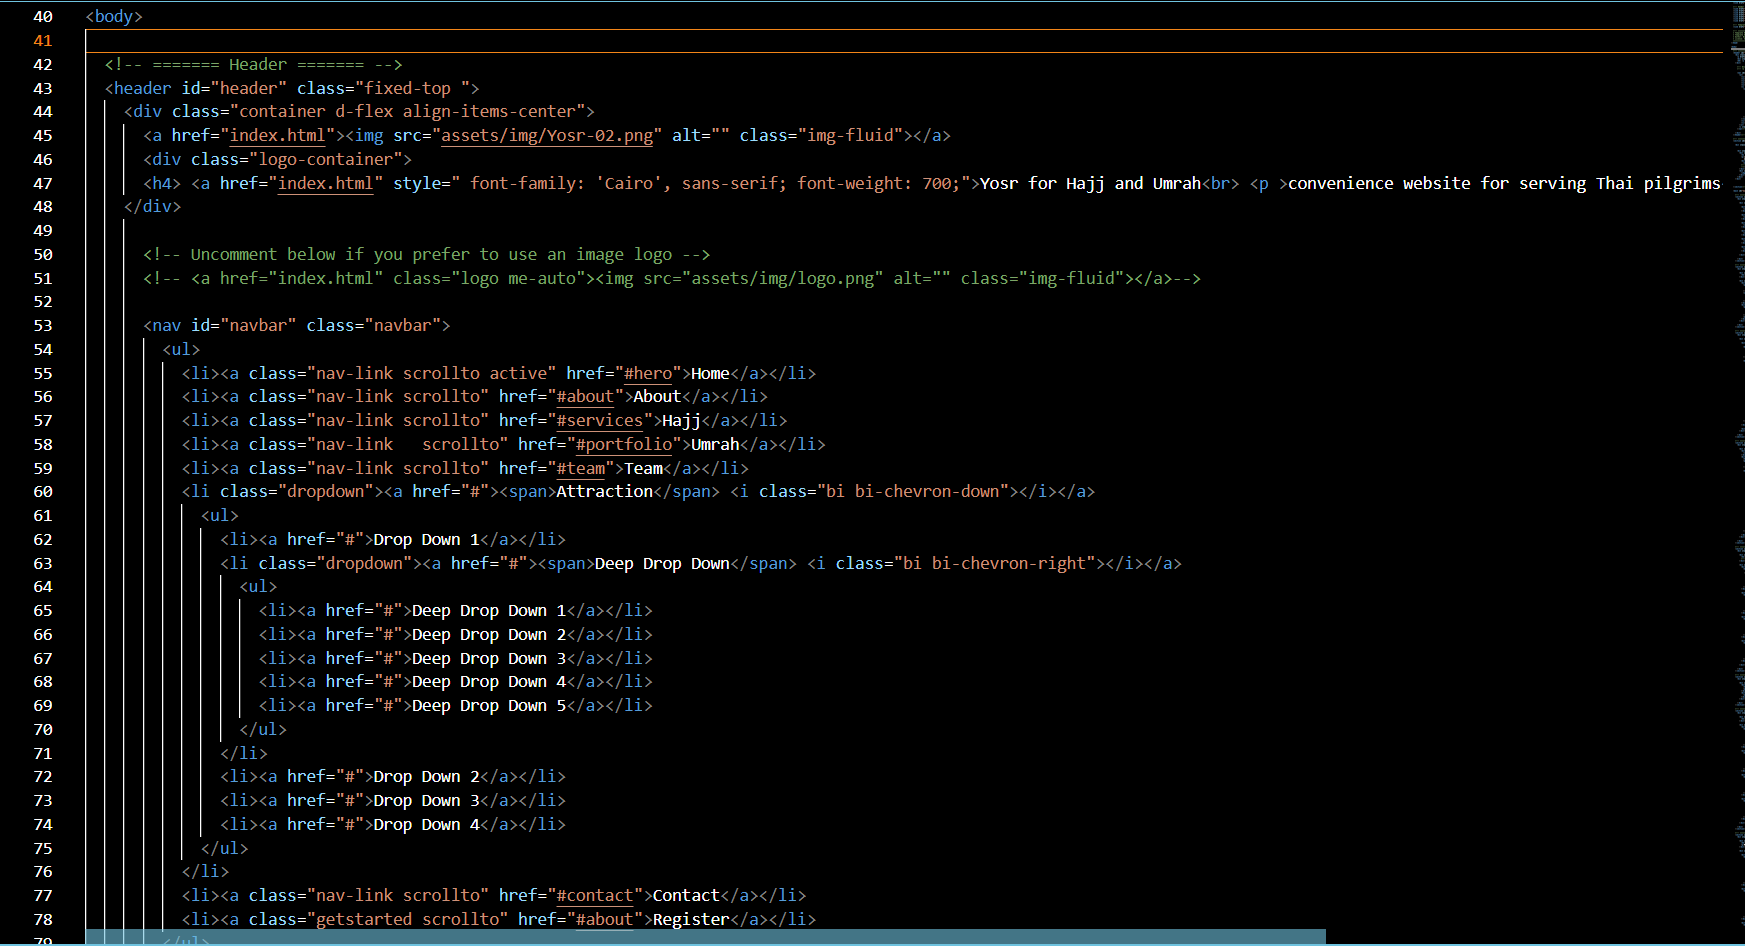 40 <body>
41
42 <!-- ======= Header ======= -->
43 <header id="header" class="fixed-top ">
44 <div class="container d-flex align-items-center">
45 <a href="index.html"><img src="assets/img/Yosr-02.png" alt="" class="img-fluid"></a>
46 <div class="logo-container">
47 <h4> <a href="index.html" style=" font-family: 'Cairo', sans-serif; font-weight: 700;">Yosr for Hajj and Umrah<br> <p >convenience website for serving Thai pilgrims
48 </div>
49
50 <!-- Uncomment below if you prefer to use an image logo -->
51 <!-- <a href="index.html" class="logo me-auto"><img src="assets/img/logo.png" alt="" class="img-fluid"></a>-->
52
53 <nav id="navbar" class="navbar">
54 <ul>
55 <li><a class="nav-link scrollto active" href="#hero">Home</a></li>
56 <li><a class="nav-link scrollto" href="#about">About</a></li>
57 <li><a class="nav-link scrollto" href="#services">Hajj</a></li>
58 <li><a class="nav-link   scrollto" href="#portfolio">Umrah</a></li>
59 <li><a class="nav-link scrollto" href="#team">Team</a></li>
60 <li class="dropdown"><a href="#"><span>Attraction</span> <i class="bi bi-chevron-down"></i></a>
61 <ul>
62 <li><a href="#">Drop Down 1</a></li>
63 <li class="dropdown"><a href="#"><span>Deep Drop Down</span> <i class="bi bi-chevron-right"></i></a>
64 <ul>
65 <li><a href="#">Deep Drop Down 1</a></li>
66 <li><a href="#">Deep Drop Down 2</a></li>
67 <li><a href="#">Deep Drop Down 3</a></li>
68 <li><a href="#">Deep Drop Down 4</a></li>
69 <li><a href="#">Deep Drop Down 5</a></li>
70 </ul>
71 </li>
72 <li><a href="#">Drop Down 2</a></li>
73 <li><a href="#">Drop Down 3</a></li>
74 <li><a href="#">Drop Down 4</a></li>
75 </ul>
76 </li>
77 <li><a class="nav-link scrollto" href="#contact">Contact</a></li>
78 <li><a class="getstarted scrollto" href="#about">Register</a></li>
79 </ul>